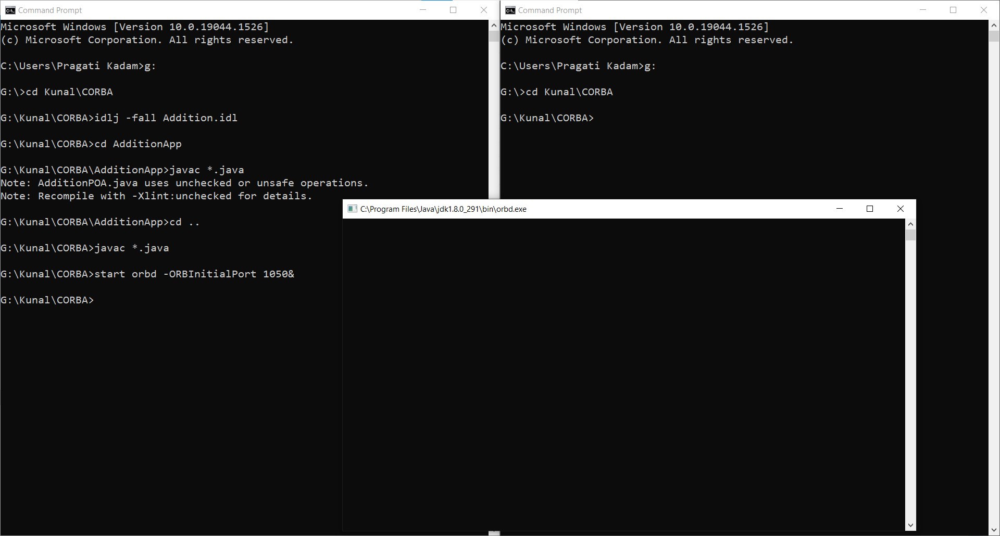 Command Prompt
Microsoft Windows [Version 10.0.19044.1526]
(c) Microsoft Corporation. All rights reserved.
C:\Users\Pragati Kadam>g:
G:\>cd Kunal\CORBA
G:\Kunal\CORBA>idlj -fall Addition.idl
G:\Kunal\CORBA>cd AdditionApp
G:\Kunal\CORBA\AdditionApp>javac *.java
Note: AdditionPOA.java uses unchecked or unsafe operations.
Note: Recompile with -Xlint:unchecked for details.
G:\Kunal\CORBA\AdditionApp>cd ..
G:\Kunal\CORBA>javac *.java
G:\Kunal\CORBA>start orbd -ORBInitialPort 1050&
G:\Kunal\CORBA>
Command Prompt
Microsoft Windows [Version 10.0.19044.1526]
(c) Microsoft Corporation. All rights reserved.
C:\Users\Pragati Kadam>g:
G:\>cd Kunal\CORBA
G:\Kunal\CORBA>
C:\Program Files\Java\jdk1.8.0_291\bin\orbd.exe